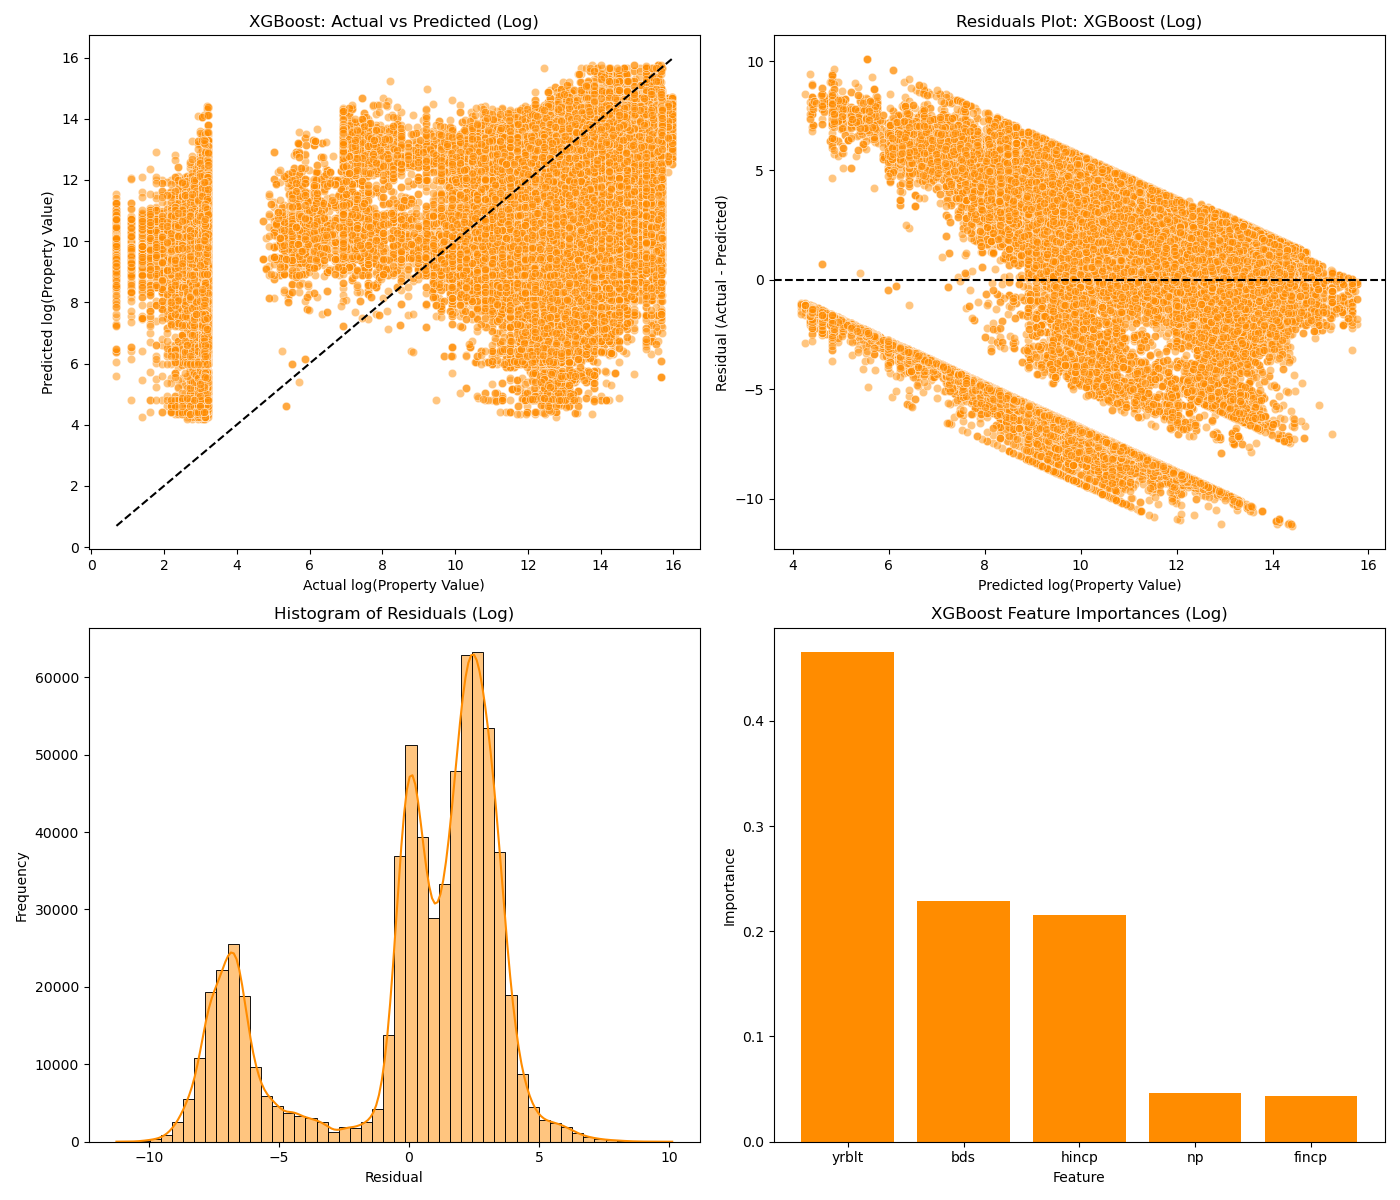 XGBoost: Actual vs Predicted (Log)
16
14
12
10
8
6
4
2
0
Predicted log(Property Value)
0 2 4 6 8 10 12 14 16
Actual log(Property Value)
Residuals Plot: XGBoost (Log)
10
5
0
−5
−10
Residual (Actual - Predicted)
4 6 8 10 12 14 16
Predicted log(Property Value)
Histogram of Residuals (Log)
60000
50000
40000
30000
20000
10000
0
Frequency
−10 −5 0 5 10
Residual
XGBoost Feature Importances (Log)
0.4
0.3
0.2
0.1
0.0
Importance
yrblt bds hincp np fincp
Feature